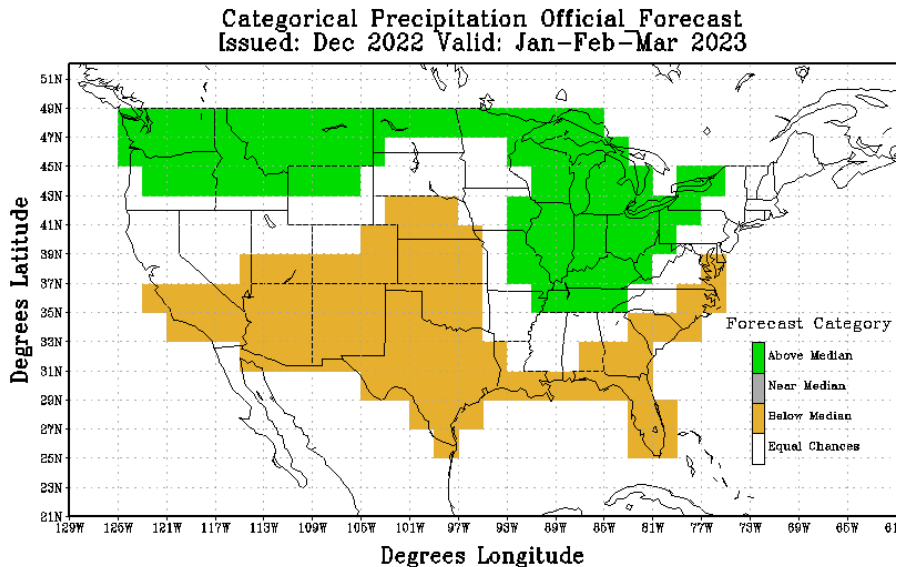 Categorical Precipitation Official Forecast
Issued: Dec 2022 Valid: Jan-Feb-Mar 2023
51N
49N
47N
45N
43N
41N
39N
37N
35N
33N
31N
29N
27N
25N
23N
21N
Degrees Latitude
Forecast Category
Above Median
Near Median
Below Median
Equal Chances
129W 126W 121W 117W 113W 109W 105W 101W 97W 93W 89W 85W 81W 77W 73W 69W 65W 61
Degrees Longitude